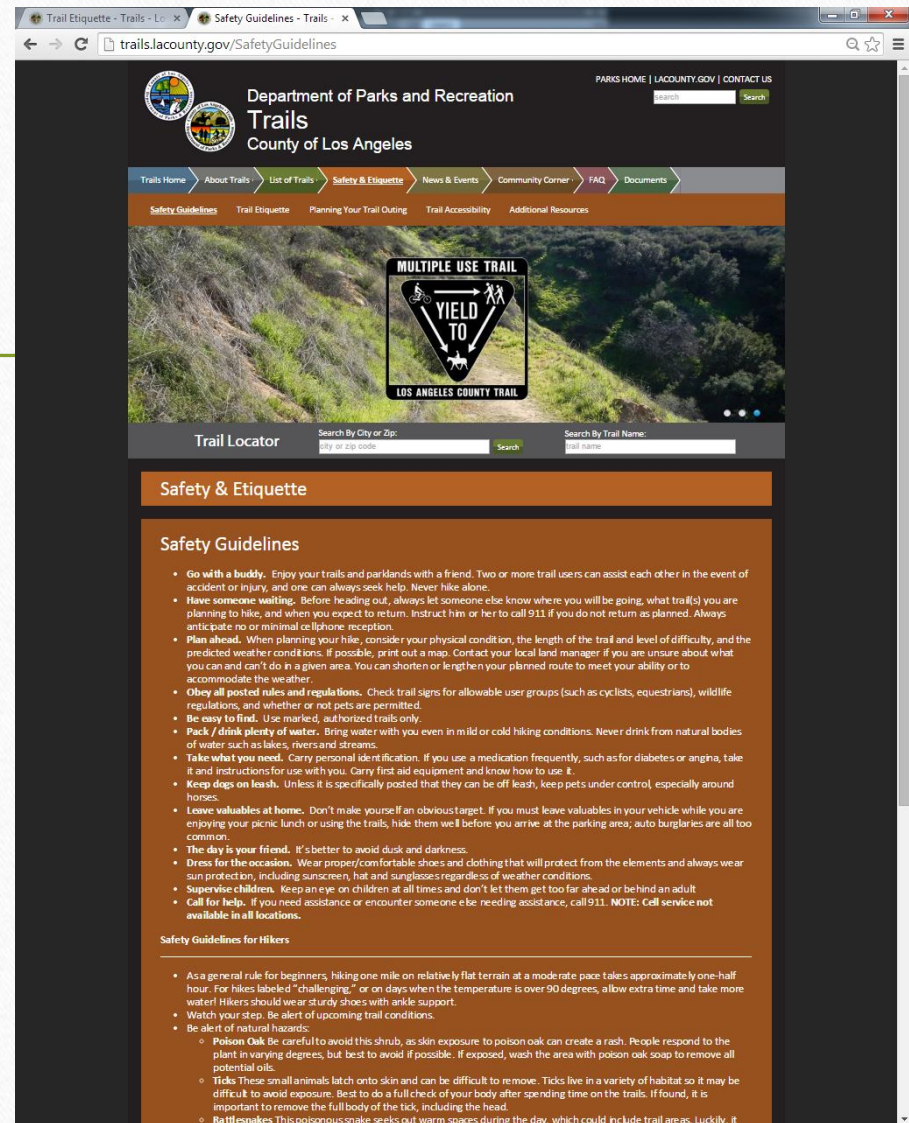 Trail Etiquette - Trails - Lo
Safety Guidelines - Trails -
trails.lacounty.gov/SafetyGuidelines
PARKS HOME | LACOUNTY.GOV | CONTACT US
search Search
Department of Parks and Recreation
Trails
County of Los Angeles
Trails Home About Trails List of Trails Safety & Etiquette News & Events Community Corner FAQ Documents
Safety Guidelines Trail Etiquette Planning Your Trail Outing Trail Accessibility Additional Resources
MULTIPLE USE TRAIL
YIELD
TO
LOS ANGELES COUNTY TRAIL
Trail Locator
Search By City or Zip:
city or zip code Search
Search By Trail Name:
trail name
Safety & Etiquette
Safety Guidelines
• Go with a buddy. Enjoy your trails and parklands with a friend. Two or more trail users can assist each other in the event of
accident or injury, and one can always seek help. Never hike alone.
• Have someone waiting. Before heading out, always let someone else know where you will be going, what trail(s) you are
planning to hike, and when you expect to return. Instruct him or her to call 911 if you do not return as planned. Always
anticipate no or minimal cellphone reception.
• Plan ahead. When planning your hike, consider your physical condition, the length of the trail and level of difficulty, and the
predicted weather conditions. If possible, print out a map. Contact your local land manager if you are unsure about what
you can and can't do in a given area. You can shorten or lengthen your planned route to meet your ability or to
accommodate the weather.
• Obey all posted rules and regulations. Check trail signs for allowable user groups (such as cyclists, equestrians), wildlife
regulations, and whether or not pets are permitted.
• Be easy to find. Use marked, authorized trails only.
• Pack / drink plenty of water. Bring water with you even in mild or cold hiking conditions. Never drink from natural bodies
of water such as lakes, rivers and streams.
• Take what you need. Carry personal identification. If you use a medication frequently, such as for diabetes or angina, take
it and instructions for use with you. Carry first aid equipment and know how to use it.
• Keep dogs on leash. Unless it is specifically posted that they can be off leash, keep pets under control, especially around
horses.
• Leave valuables at home. Don't make yourself an obvious target. If you must leave valuables in your vehicle while you are
enjoying your picnic lunch or using the trails, hide them well before you arrive at the parking area; auto burglaries are all too
common.
• The day is your friend. It's better to avoid dusk and darkness.
• Dress for the occasion. Wear proper/comfortable shoes and clothing that will protect from the elements and always wear
sun protection, including sunscreen, hat and sunglasses regardless of weather conditions.
• Supervise children. Keep an eye on children at all times and don't let them get too far ahead or behind an adult
• Call for help. If you need assistance or encounter someone else needing assistance, call 911. NOTE: Cell service not
available in all locations.
Safety Guidelines for Hikers
• As a general rule for beginners, hiking one mile on relatively flat terrain at a moderate pace takes approximately one-half
hour. For hikes labeled "challenging," or on days when the temperature is over 90 degrees, allow extra time and take more
water! Hikers should wear sturdy shoes with ankle support.
• Watch your step. Be alert of upcoming trail conditions.
• Be alert of natural hazards:
◦ Poison Oak Be careful to avoid this shrub, as skin exposure to poison oak can create a rash. People respond to the
plant in varying degrees, but best to avoid if possible. If exposed, wash the area with poison oak soap to remove all
potential oils.
◦ Ticks These small animals latch onto skin and can be difficult to remove. Ticks live in a variety of habitat so it may be
difficult to avoid exposure. Best to do a full check of your body after spending time on the trails. If found, it is
important to remove the full body of the tick, including the head.
◦ Rattlesnakes This poisonous snake seeks out warm spaces during the day, which could include trail areas. Luckily, it